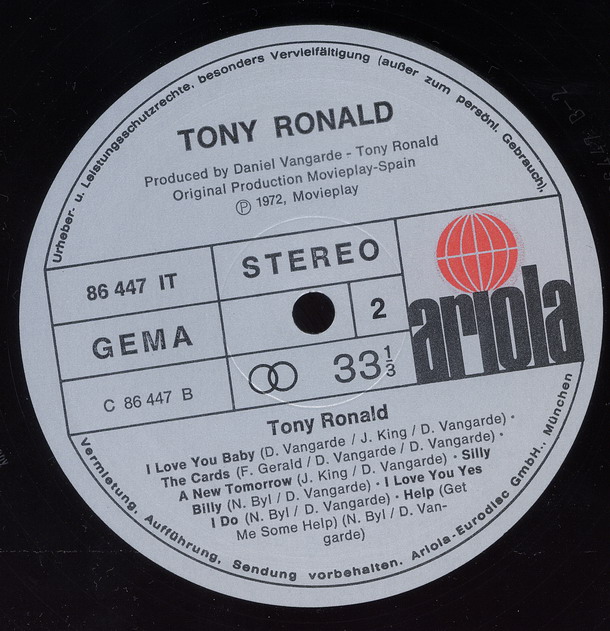 Urheber- u. Leistungsschutzrechte, besonders Vervielfältigung (außer zum persönl. Gebrauch),
TONY RONALD
Produced by Daniel Vangarde - Tony Ronald
Original Production Movieplay-Spain
Ⓟ 1972, Movieplay
86 447 IT
STEREO
GEMA
2
ariola
C 86 447 B
33 1/3
Tony Ronald
I Love You Baby (D. Vangarde / J. King / D. Vangarde) •
The Cards (F. Gerald / D. Vangarde / D. Vangarde) •
A New Tomorrow (J. King / D. Vangarde) • Silly
Billy (N. Byl / D. Vangarde) • I Love You Yes
I Do (N. Byl / D. Vangarde) • Help (Get
Me Some Help) (N. Byl / D. Van-
garde)
Vermietung, Aufführung, Sendung vorbehalten. Ariola-Eurodisc GmbH., München